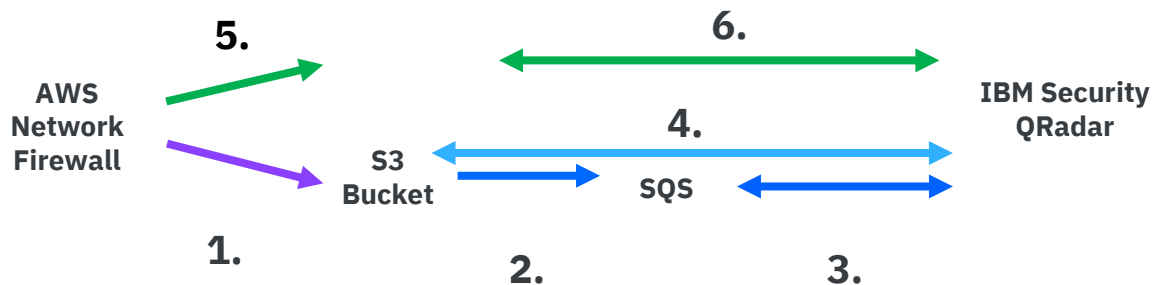 5.
6.
AWS
Network
Firewall
IBM Security
QRadar
4.
S3
Bucket
SQS
1.
2.
3.